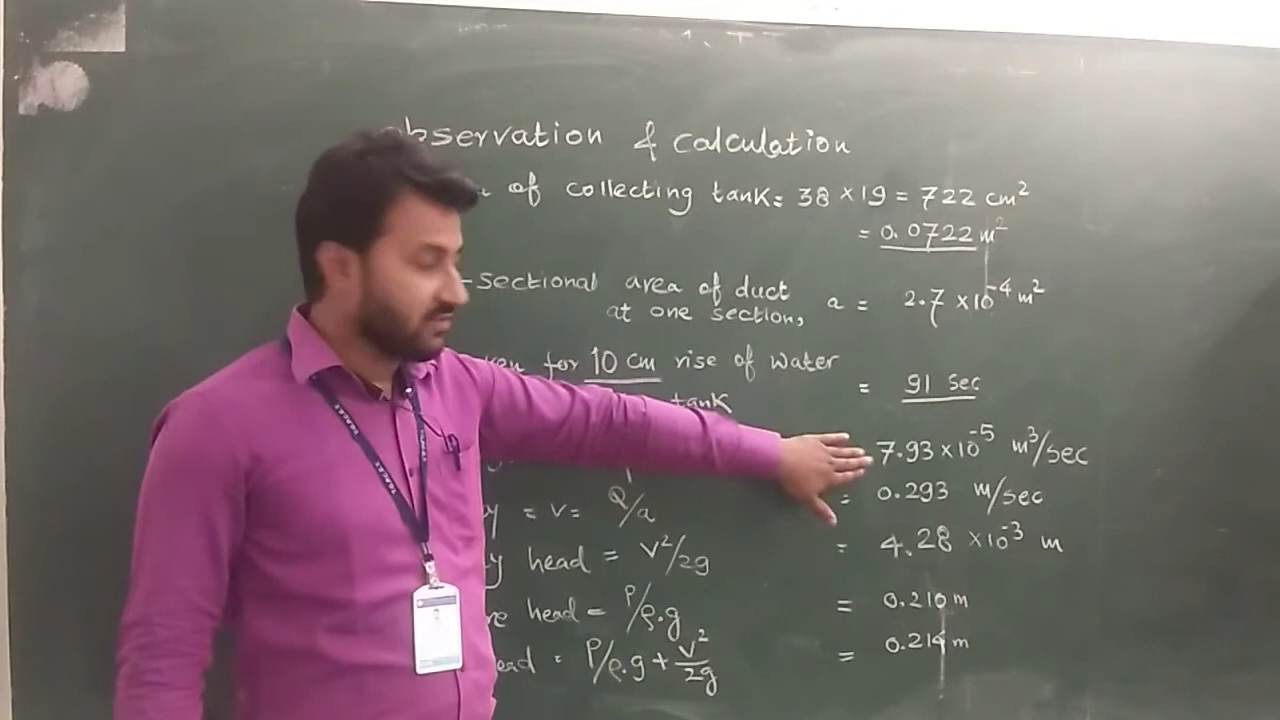 observation & calculation
of collecting tank = 38 × 19 = 722 cm²
= 0.0722 m²
-sectional area of duct
at one section, a = 2.7 × 10⁻⁴ m²
for 10 cm rise of water
tank = 91 sec
7.93 × 10⁻⁵ m³/sec
= v = Q/a = 0.293 m/sec
head = V²/2g = 4.28 × 10⁻³ m
head = P/ρ.g = 0.210 m
= P/ρ.g + V²/2g = 0.214 m